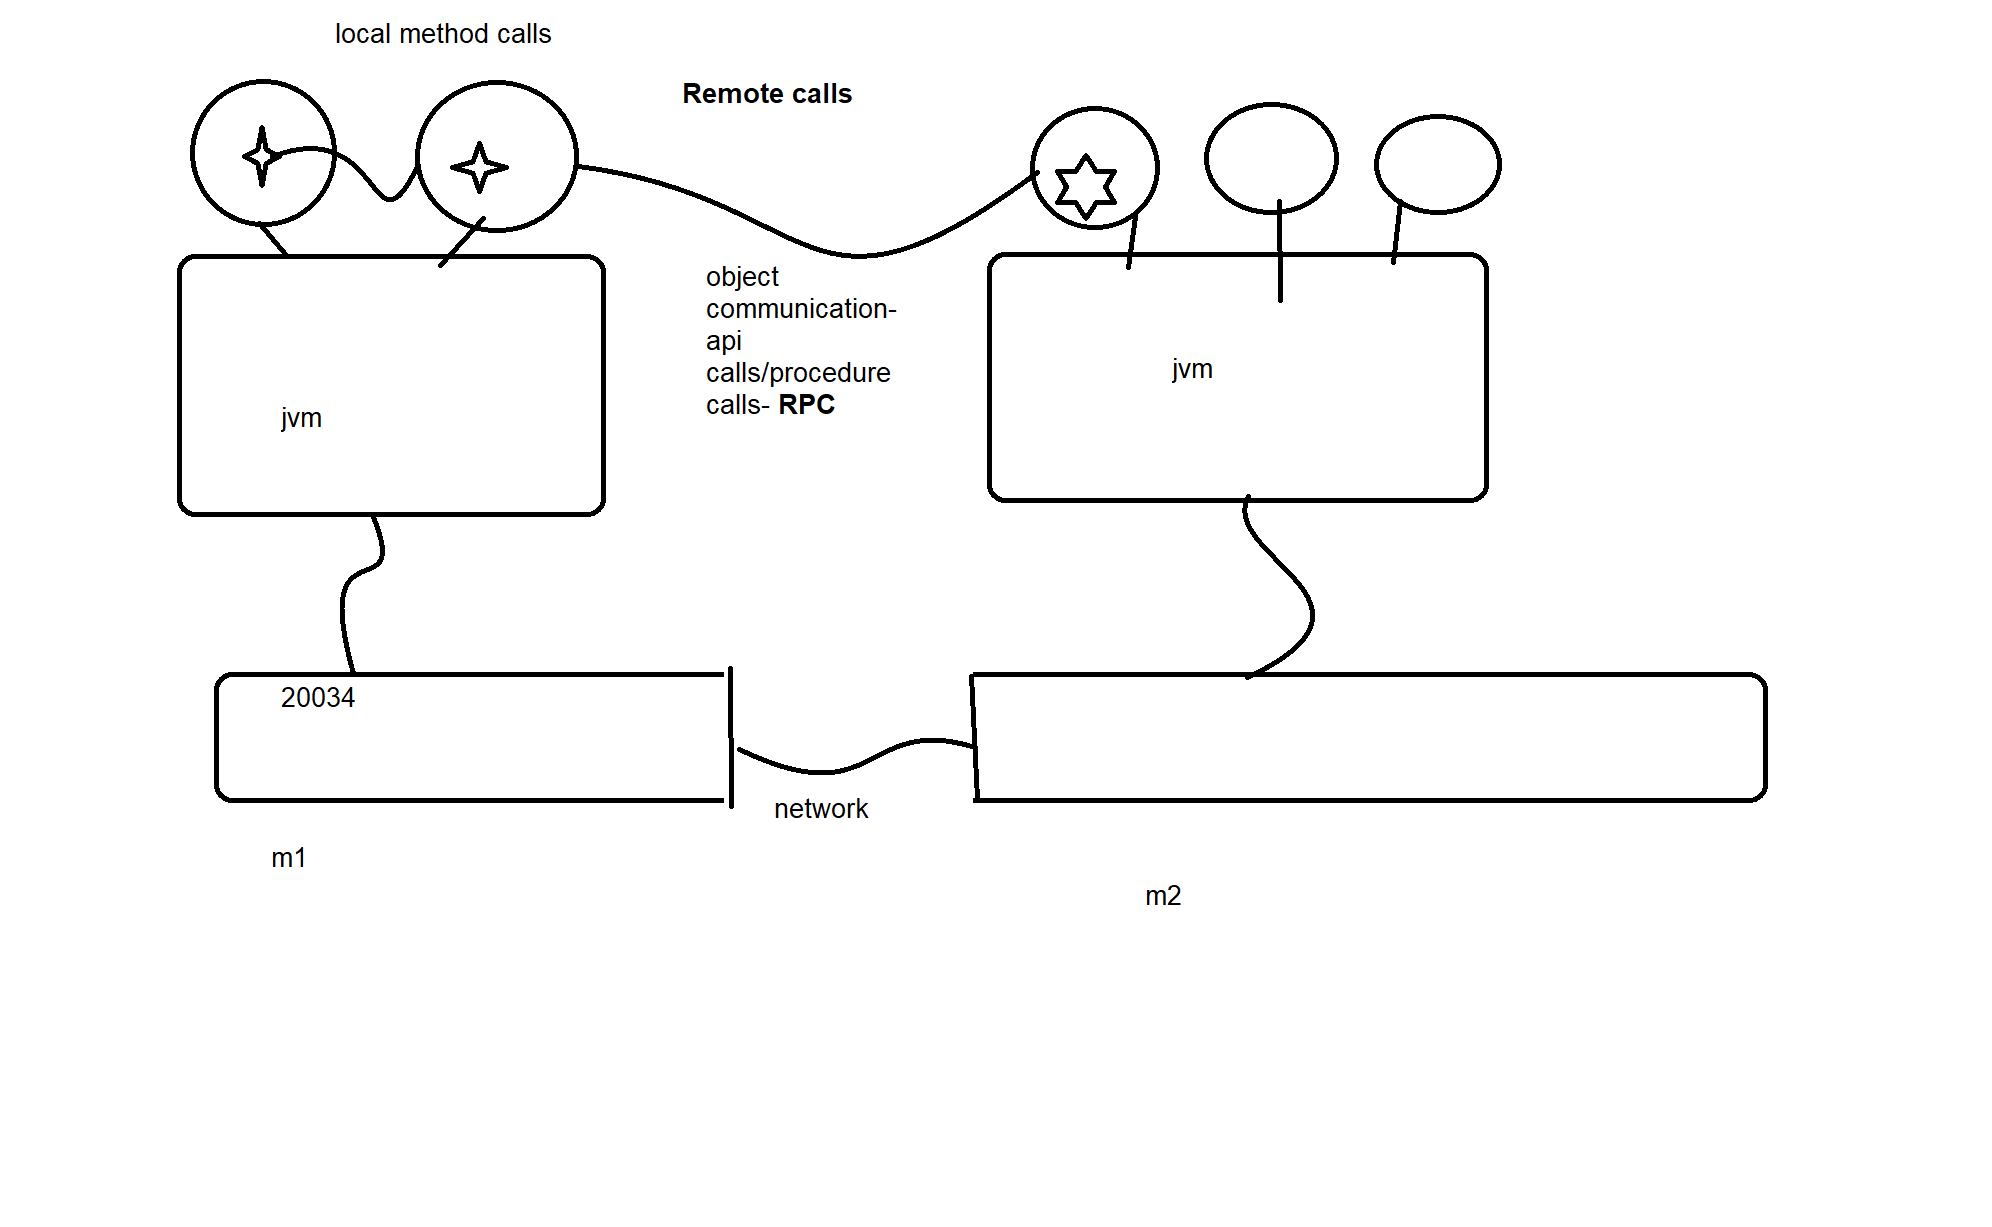 local method calls
Remote calls
object
communication-
api
calls/procedure
calls- RPC
jvm
jvm
20034
network
m1
m2